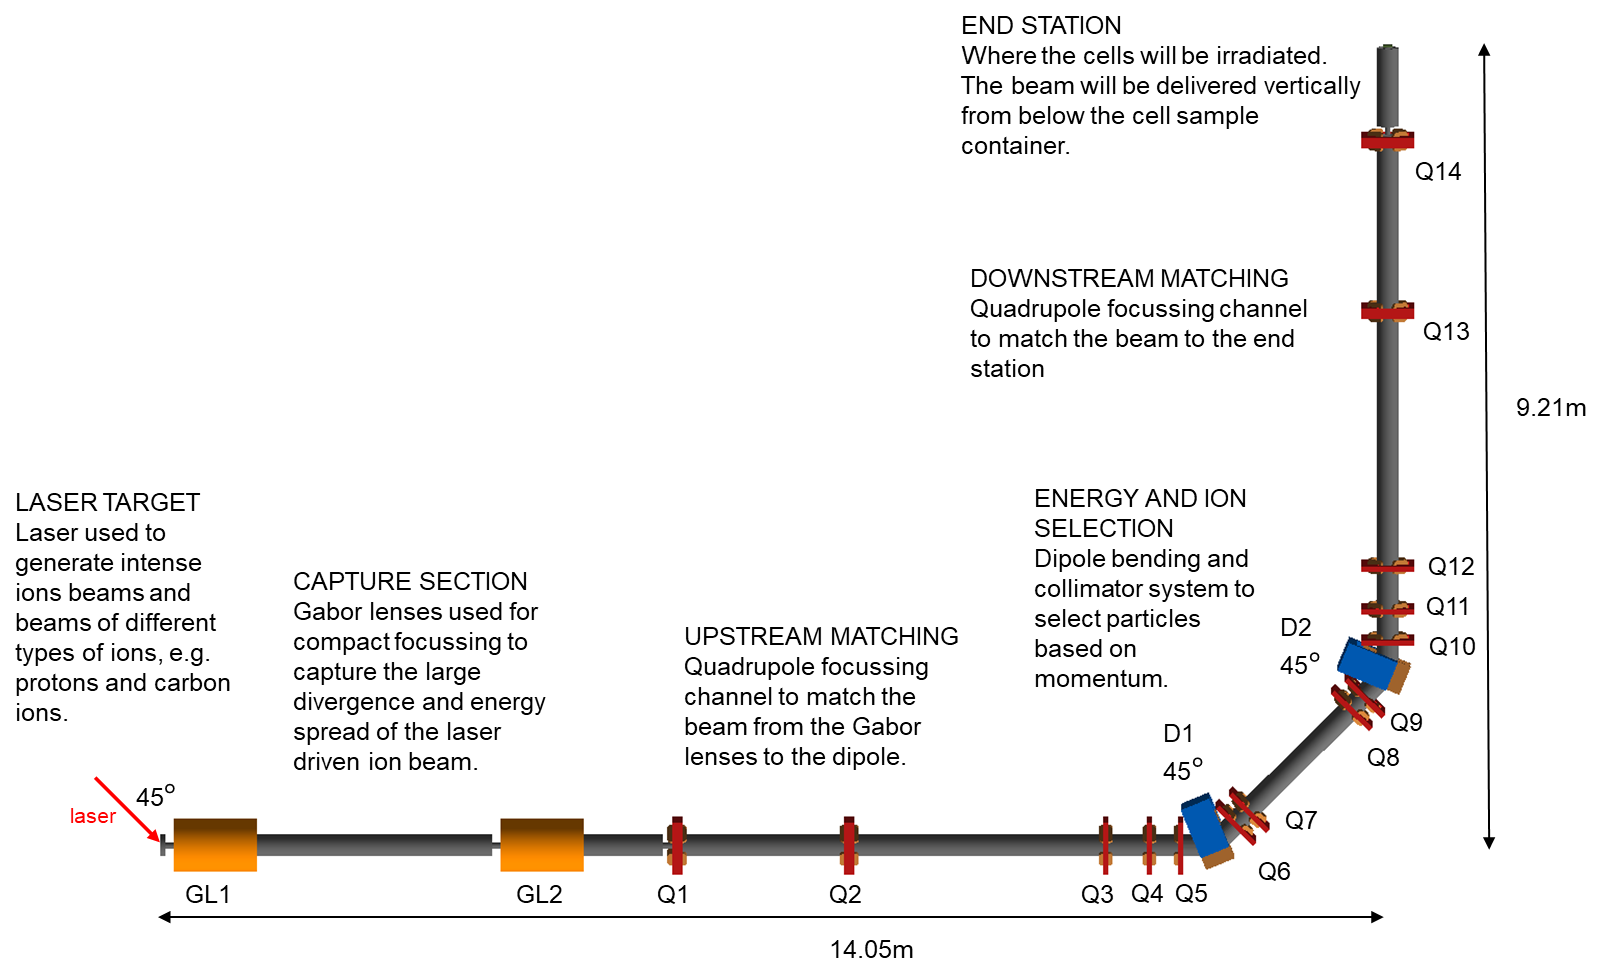 END STATION
Where the cells will be irradiated.
The beam will be delivered vertically
from below the cell sample
container.
Q14
DOWNSTREAM MATCHING
Quadrupole focussing channel
to match the beam to the end
station
Q13
9.21m
LASER TARGET
Laser used to
generate intense
ions beams and
beams of different
types of ions, e.g.
protons and carbon
ions.
CAPTURE SECTION
Gabor lenses used for
compact focussing to
capture the large
divergence and energy
spread of the laser
driven ion beam.
UPSTREAM MATCHING
Quadrupole focussing
channel to match the
beam from the Gabor
lenses to the dipole.
ENERGY AND ION
SELECTION
Dipole bending and
collimator system to
select particles
based on
momentum.
Q12
Q11
Q10
D2
45°
Q9
Q8
D1
45°
Q7
Q6
45°
laser
GL1
GL2
Q1
Q2
Q3
Q4
Q5
14.05m